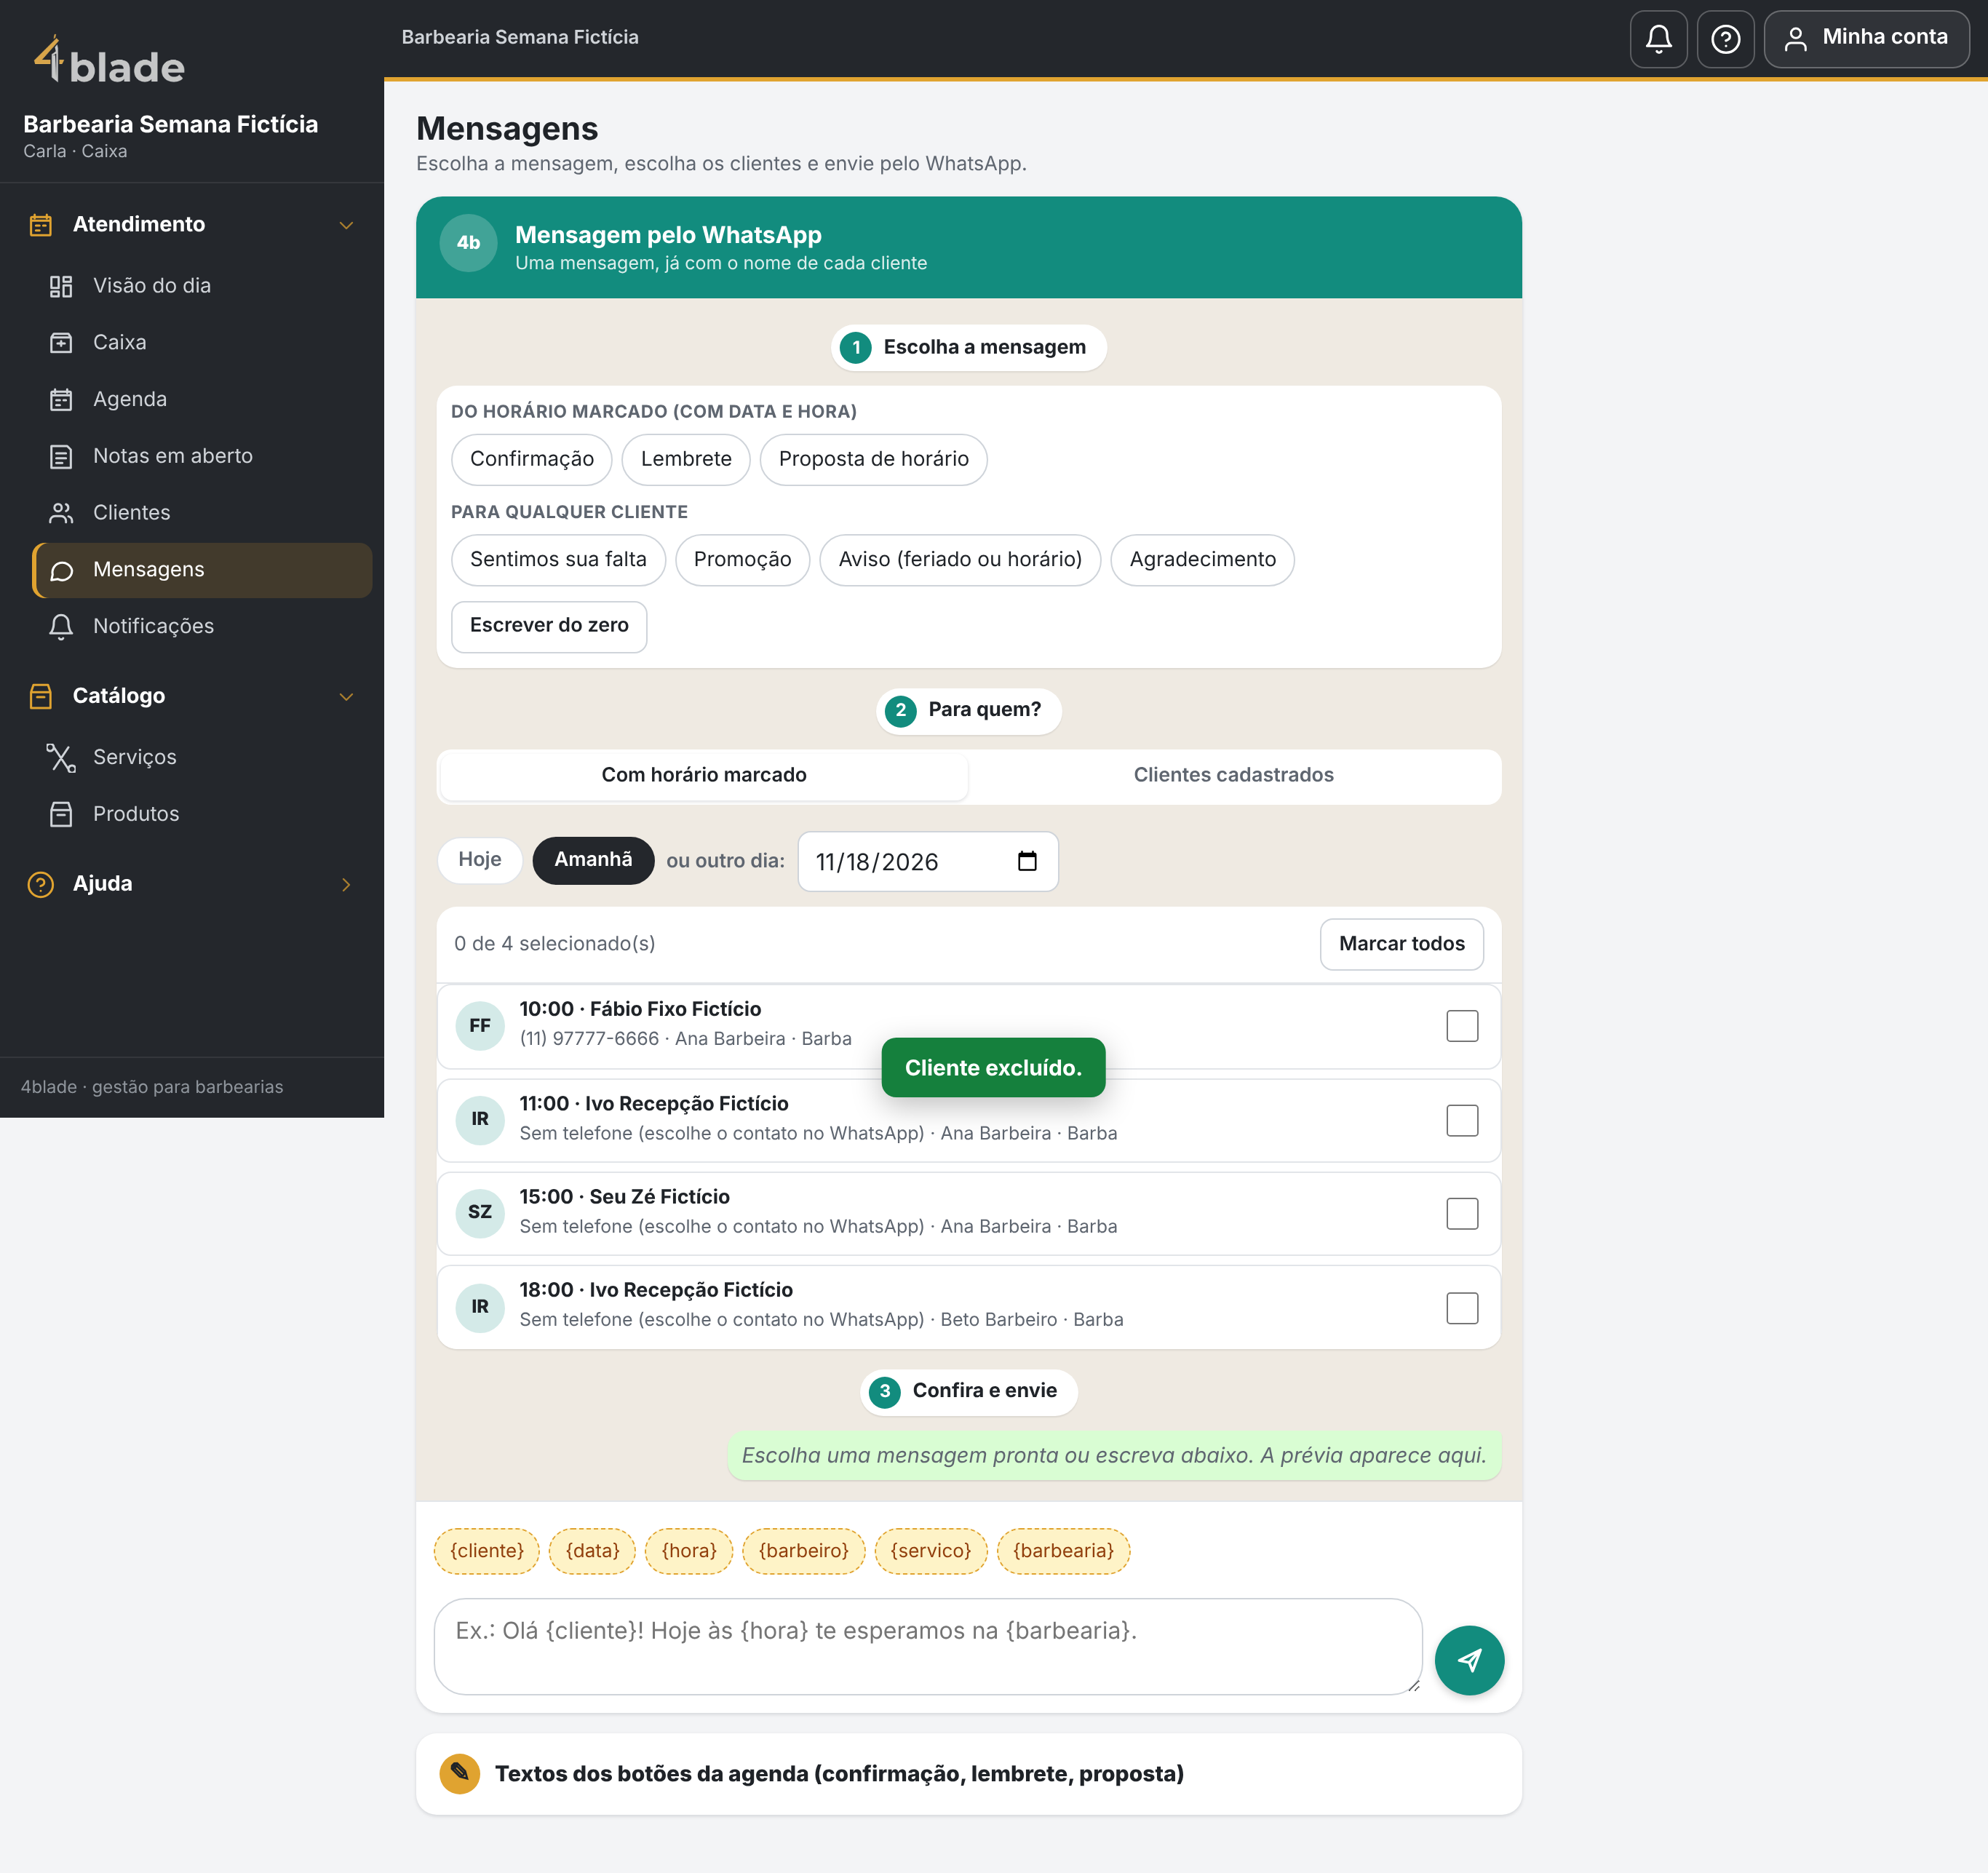 4blade
Barbearia Semana Fictícia
Carla · Caixa
Atendimento
Visão do dia
Caixa
Agenda
Notas em aberto
Clientes
Mensagens
Notificações
Catálogo
Serviços
Produtos
Ajuda
4blade · gestão para barbearias
Barbearia Semana Fictícia
Minha conta
Mensagens
Escolha a mensagem, escolha os clientes e envie pelo WhatsApp.
4b
Mensagem pelo WhatsApp
Uma mensagem, já com o nome de cada cliente
1 Escolha a mensagem
DO HORÁRIO MARCADO (COM DATA E HORA)
Confirmação Lembrete Proposta de horário
PARA QUALQUER CLIENTE
Sentimos sua falta Promoção Aviso (feriado ou horário) Agradecimento
Escrever do zero
2 Para quem?
Com horário marcado Clientes cadastrados
Hoje Amanhã ou outro dia: 11/18/2026
0 de 4 selecionado(s) Marcar todos
FF
10:00 · Fábio Fixo Fictício
(11) 97777-6666 · Ana Barbeira · Barba
Cliente excluído.
IR
11:00 · Ivo Recepção Fictício
Sem telefone (escolhe o contato no WhatsApp) · Ana Barbeira · Barba
SZ
15:00 · Seu Zé Fictício
Sem telefone (escolhe o contato no WhatsApp) · Ana Barbeira · Barba
IR
18:00 · Ivo Recepção Fictício
Sem telefone (escolhe o contato no WhatsApp) · Beto Barbeiro · Barba
3 Confira e envie
Escolha uma mensagem pronta ou escreva abaixo. A prévia aparece aqui.
{cliente} {data} {hora} {barbeiro} {servico} {barbearia}
Ex.: Olá {cliente}! Hoje às {hora} te esperamos na {barbearia}.
Textos dos botões da agenda (confirmação, lembrete, proposta)